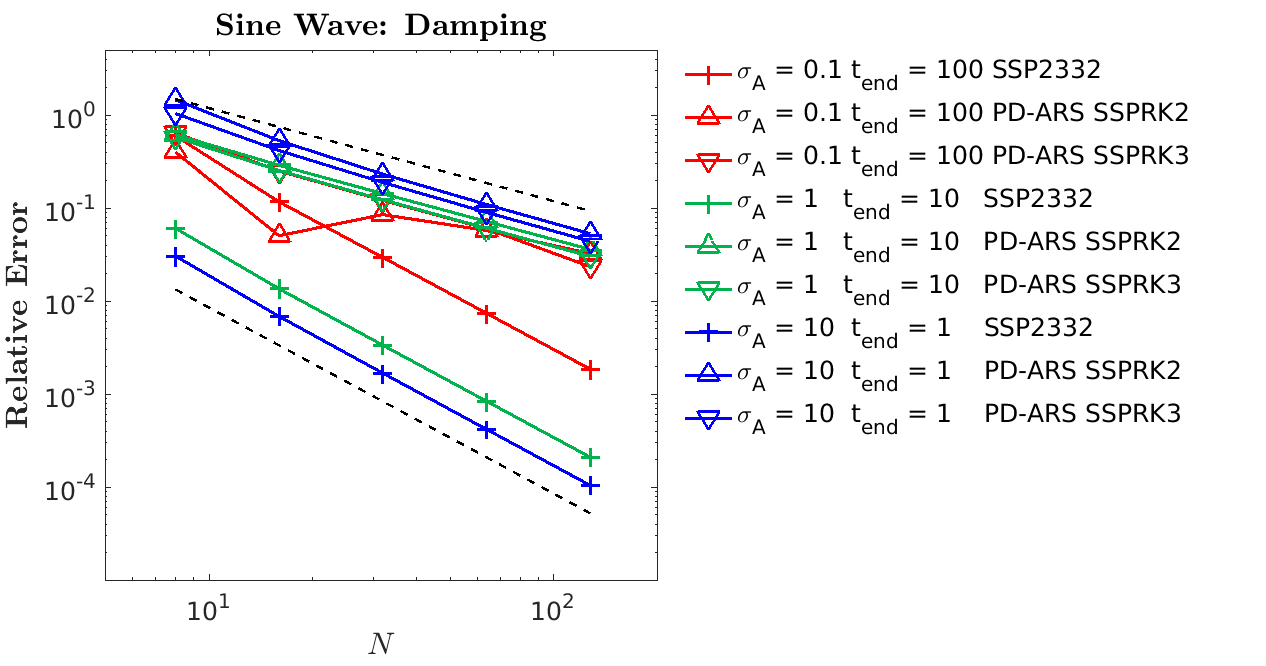 Sine Wave: Damping
Relative Error
10^0
10^-1
10^-2
10^-3
10^-4
10^1
10^2
N
σ_A = 0.1 t_end = 100 SSP2332
σ_A = 0.1 t_end = 100 PD-ARS SSPRK2
σ_A = 0.1 t_end = 100 PD-ARS SSPRK3
σ_A = 1 t_end = 10 SSP2332
σ_A = 1 t_end = 10 PD-ARS SSPRK2
σ_A = 1 t_end = 10 PD-ARS SSPRK3
σ_A = 10 t_end = 1 SSP2332
σ_A = 10 t_end = 1 PD-ARS SSPRK2
σ_A = 10 t_end = 1 PD-ARS SSPRK3